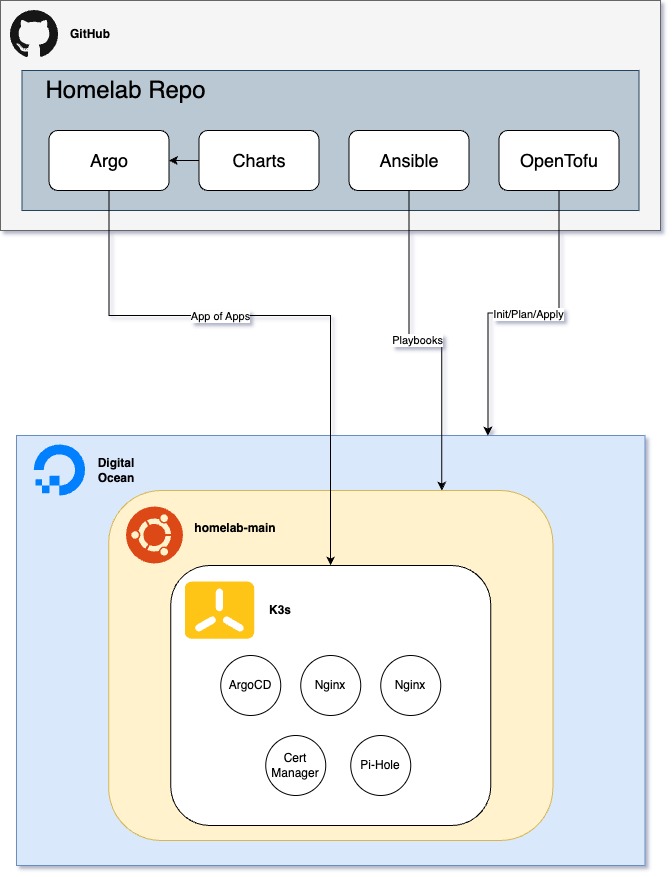 GitHub
Homelab Repo
Argo
Charts
Ansible
OpenTofu
App of Apps
Init/Plan/Apply
Playbooks
Digital
Ocean
homelab-main
K3s
ArgoCD
Nginx
Nginx
Cert
Manager
Pi-Hole